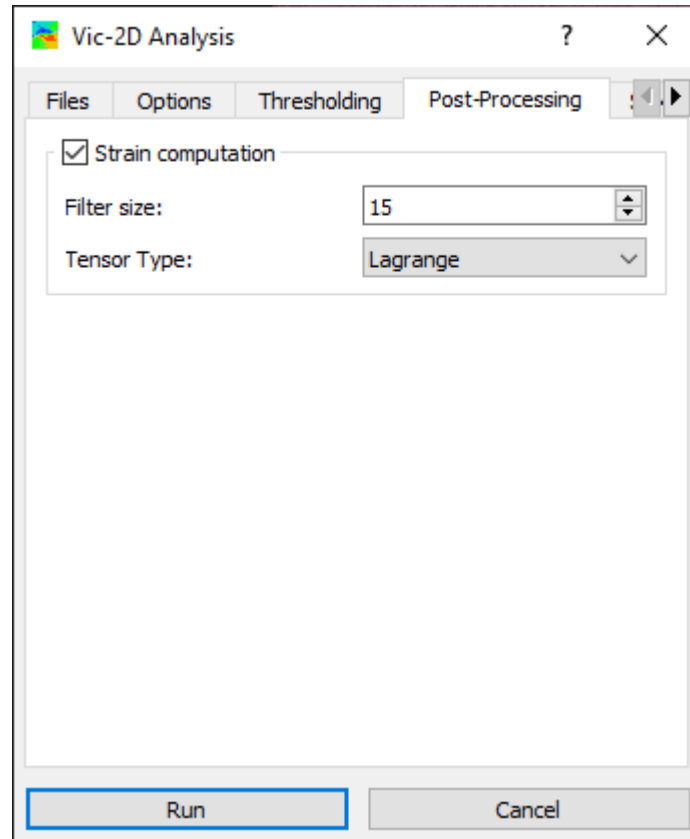 Vic-2D Analysis
Files Options Thresholding Post-Processing
Strain computation
Filter size: 15
Tensor Type: Lagrange
Run Cancel